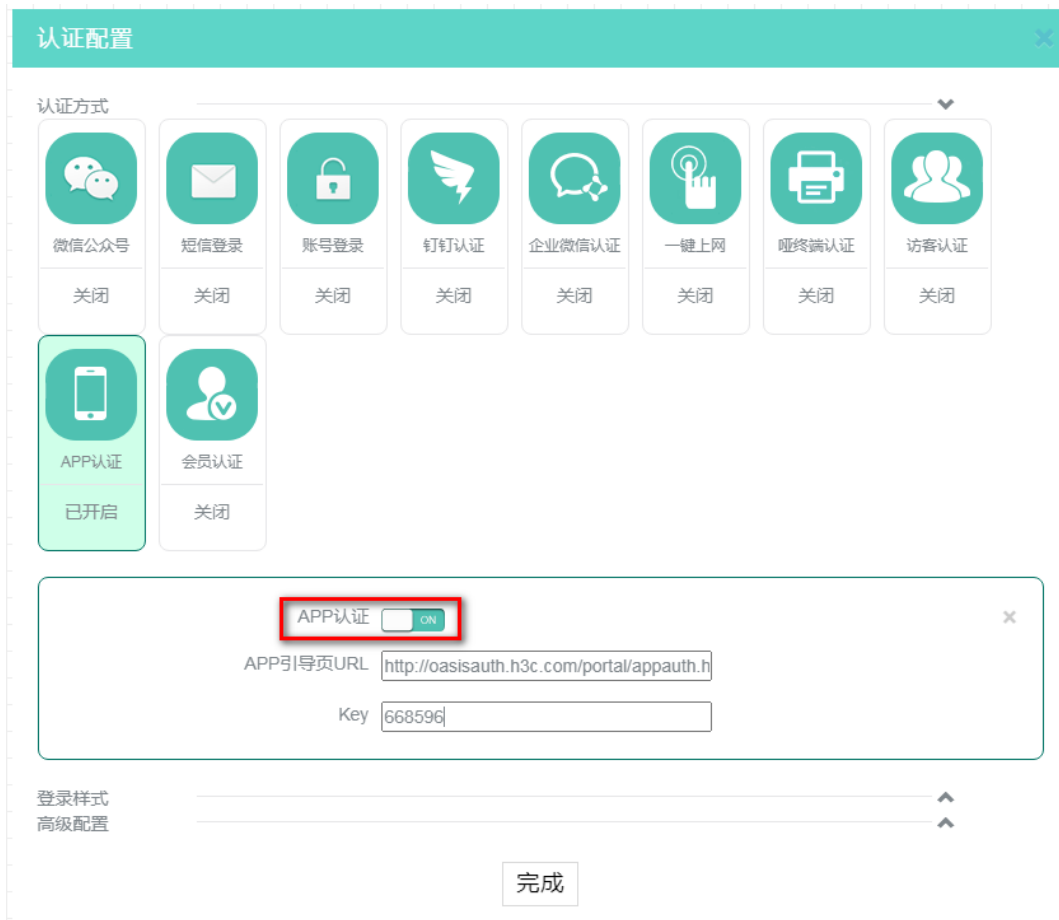 认证配置
认证方式
微信公众号 短信登录 账号登录 钉钉认证 企业微信认证 一键上网 哑终端认证 访客认证
关闭 关闭 关闭 关闭 关闭 关闭 关闭 关闭
APP认证 会员认证
已开启 关闭
APP认证 ON
APP引导页URL http://oasisauth.h3c.com/portal/appauth.h
Key 668596
登录样式
高级配置
完成